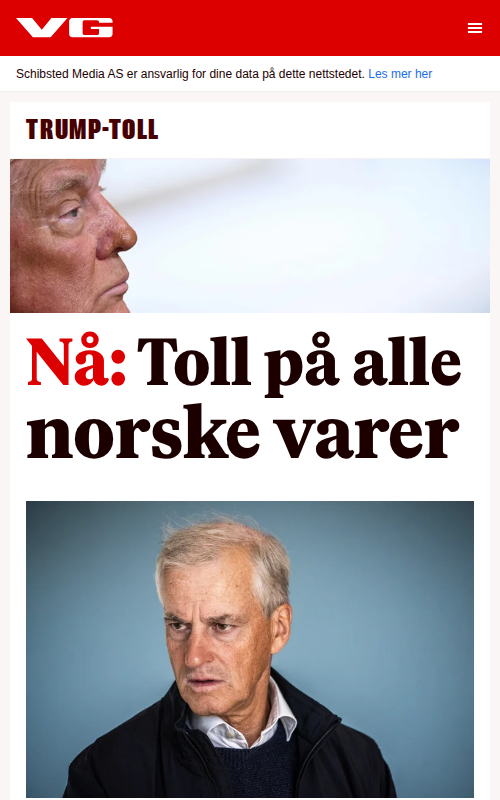 VG
Schibsted Media AS er ansvarlig for dine data på dette nettstedet. Les mer her
TRUMP-TOLL
Nå: Toll på alle
norske varer